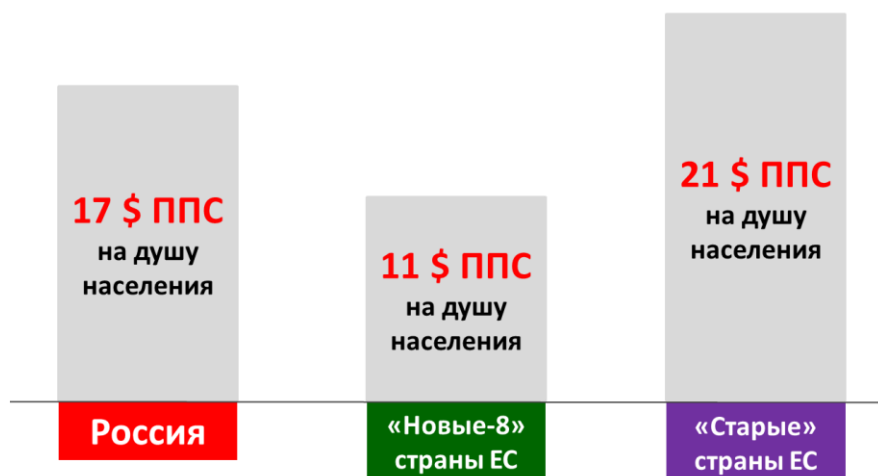 17 $ ППС
на душу
населения
11 $ ППС
на душу
населения
21 $ ППС
на душу
населения
Россия
«Новые-8»
страны ЕС
«Старые»
страны ЕС